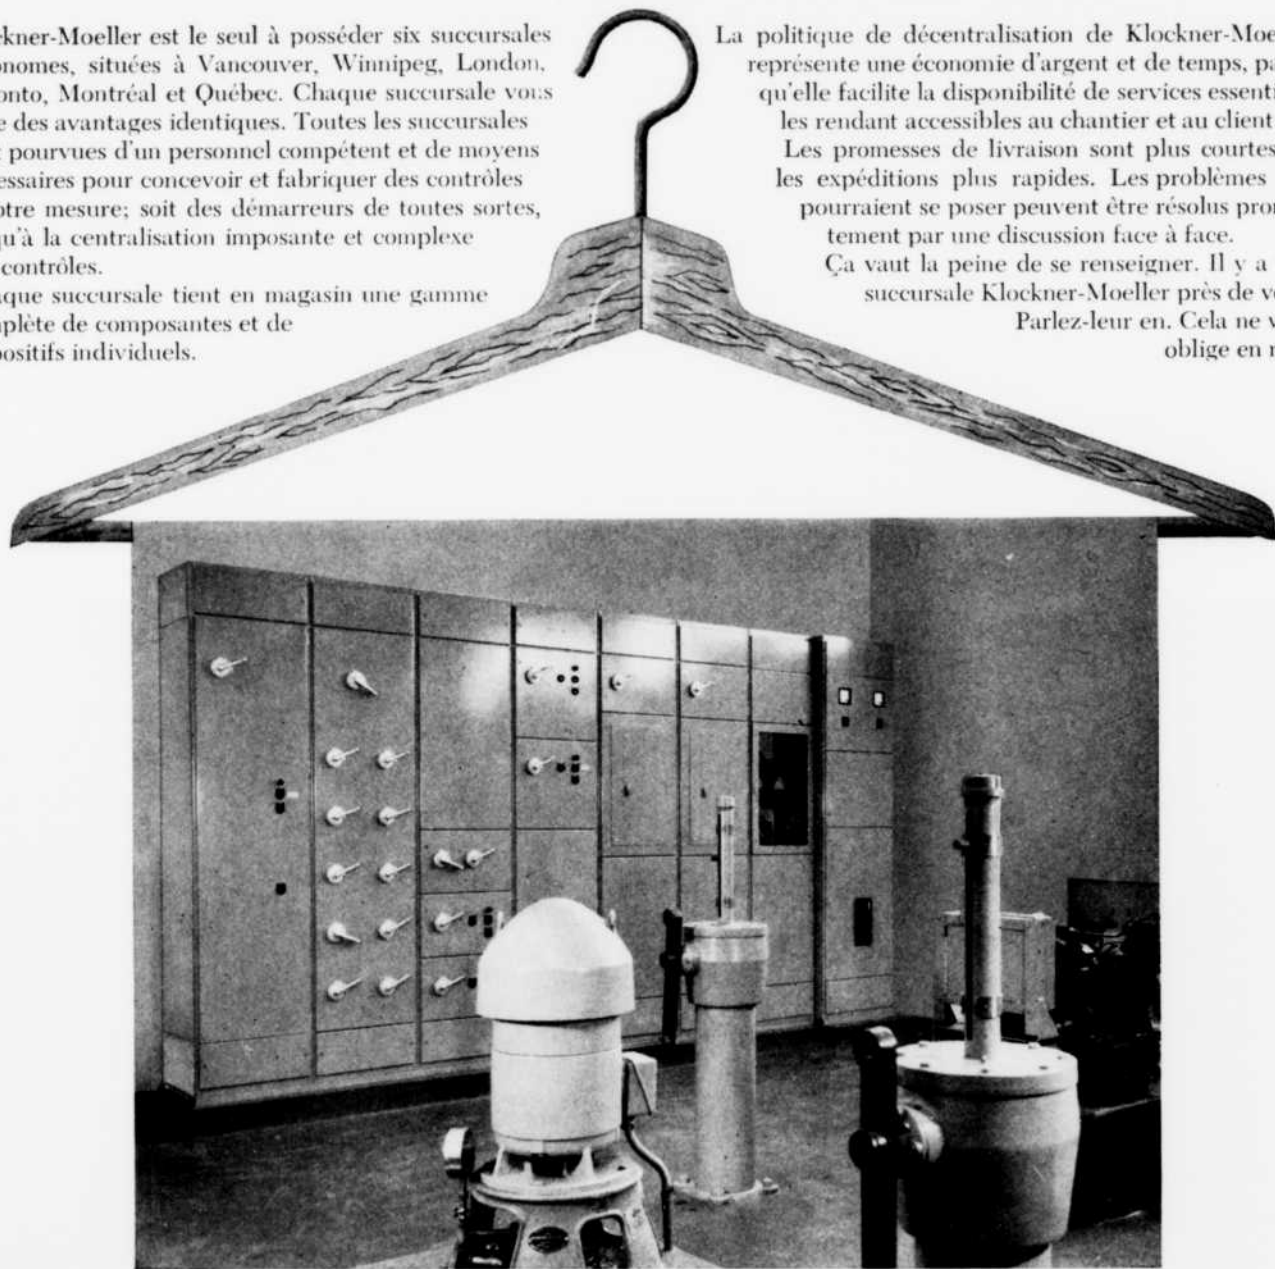 kner-Moeller est le seul à posséder six succursales
nomes, situées à Vancouver, Winnipeg, London,
onto, Montréal et Québec. Chaque succursale vous
e des avantages identiques. Toutes les succursales
t pourvues d'un personnel compétent et de moyens
essaires pour concevoir et fabriquer des contrôles
otre mesure; soit des démarreurs de toutes sortes,
qu'à la centralisation imposante et complexe
contrôles.
aque succursale tient en magasin une gamme
nplète de composantes et de
positifs individuels.
La politique de décentralisation de Klockner-Moe
représente une économie d'argent et de temps, pa
qu'elle facilite la disponibilité de services essenti
les rendant accessibles au chantier et au client
Les promesses de livraison sont plus courtes
les expéditions plus rapides. Les problèmes
pourraient se poser peuvent être résolus pron
tement par une discussion face à face.
Ça vaut la peine de se renseigner. Il y a
succursale Klockner-Moeller près de v
Parlez-leur en. Cela ne v
oblige en r